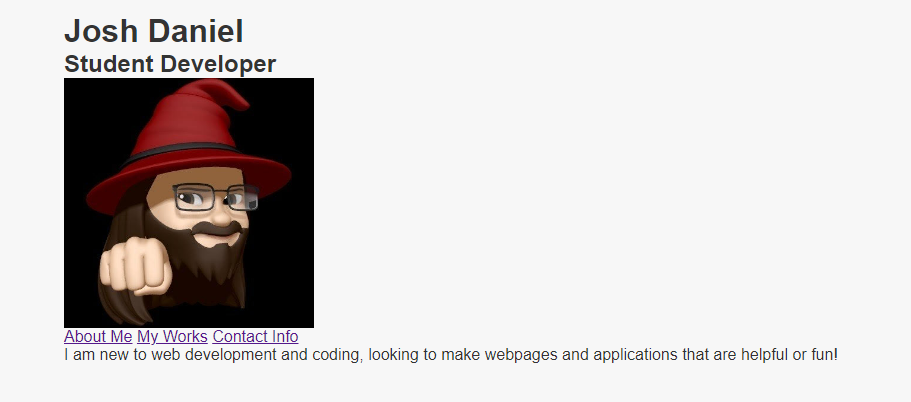 Josh Daniel
Student Developer
About Me My Works Contact Info
I am new to web development and coding, looking to make webpages and applications that are helpful or fun!